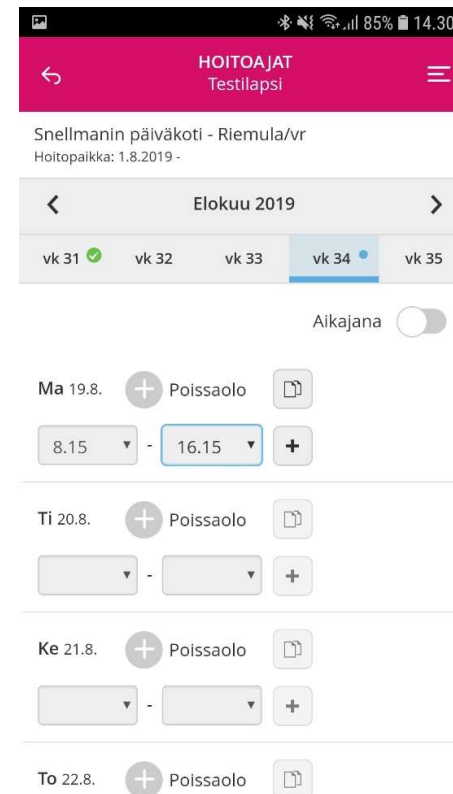 85% 14.30
HOITOAJAT
Testilapsi
Snellmanin päiväkoti - Riemula/vr
Hoitopaikka: 1.8.2019 -
Elokuu 2019
vk 31 vk 32 vk 33 vk 34 vk 35
Aikajana
Ma 19.8. Poissaolo
8.15 - 16.15 +
Ti 20.8. Poissaolo
- +
Ke 21.8. Poissaolo
- +
To 22.8. Poissaolo